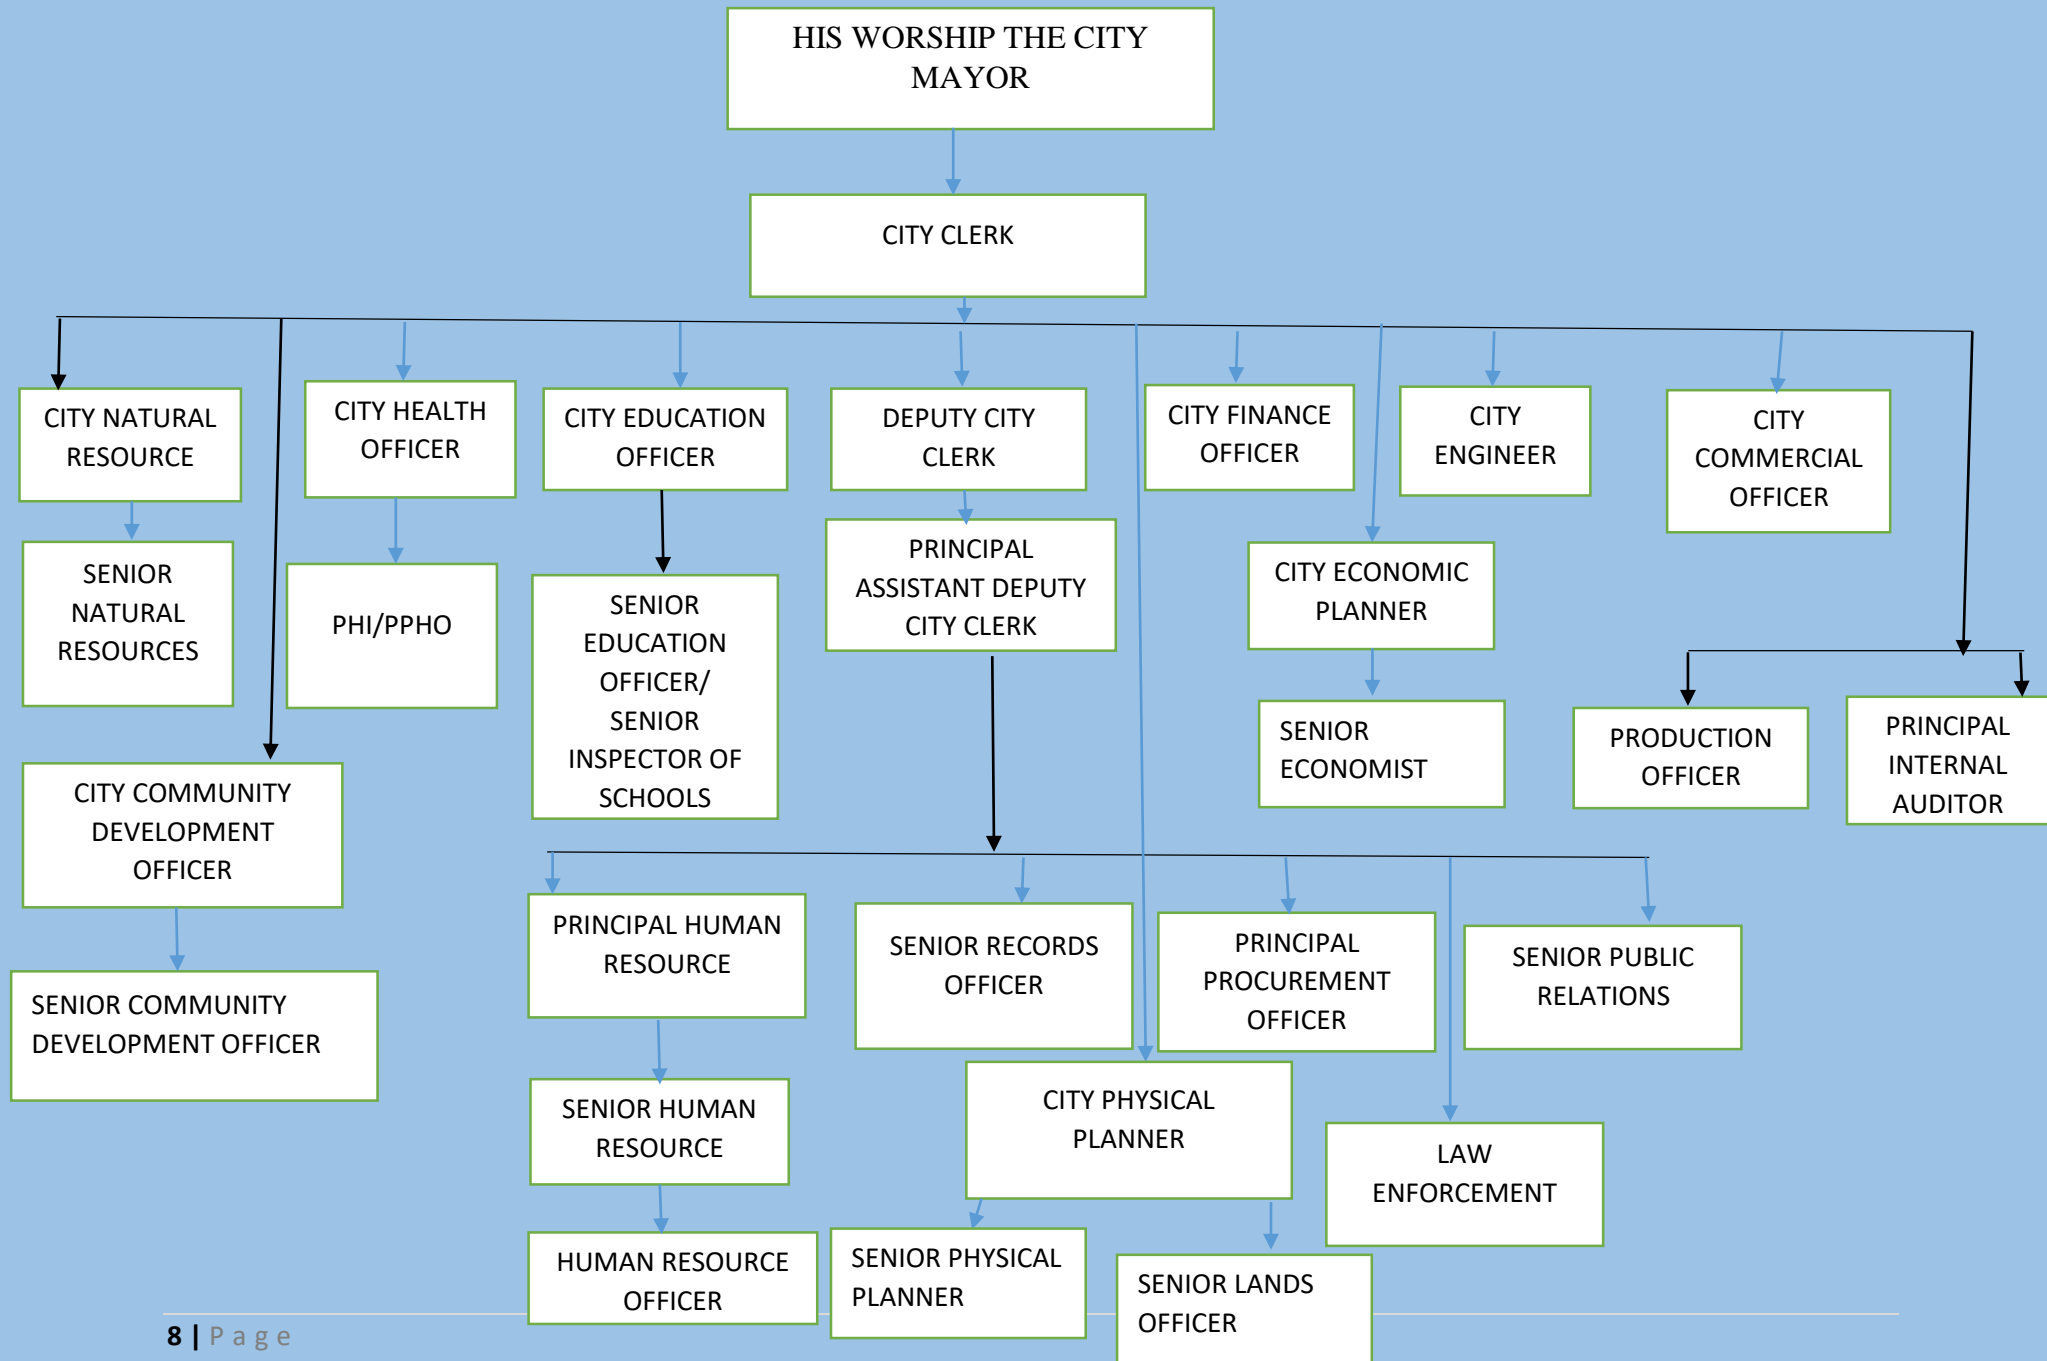 HIS WORSHIP THE CITY
MAYOR
CITY CLERK
CITY NATURAL
RESOURCE
CITY HEALTH
OFFICER
CITY EDUCATION
OFFICER
DEPUTY CITY
CLERK
CITY FINANCE
OFFICER
CITY
ENGINEER
CITY
COMMERCIAL
OFFICER
SENIOR
NATURAL
RESOURCES
PHI/PPHO
SENIOR
EDUCATION
OFFICER/
SENIOR
INSPECTOR OF
SCHOOLS
PRINCIPAL
ASSISTANT DEPUTY
CITY CLERK
CITY ECONOMIC
PLANNER
SENIOR
ECONOMIST
PRODUCTION
OFFICER
PRINCIPAL
INTERNAL
AUDITOR
CITY COMMUNITY
DEVELOPMENT
OFFICER
SENIOR COMMUNITY
DEVELOPMENT OFFICER
PRINCIPAL HUMAN
RESOURCE
SENIOR RECORDS
OFFICER
PRINCIPAL
PROCUREMENT
OFFICER
SENIOR PUBLIC
RELATIONS
SENIOR HUMAN
RESOURCE
CITY PHYSICAL
PLANNER
LAW
ENFORCEMENT
HUMAN RESOURCE
OFFICER
SENIOR PHYSICAL
PLANNER
SENIOR LANDS
OFFICER
8 | Page